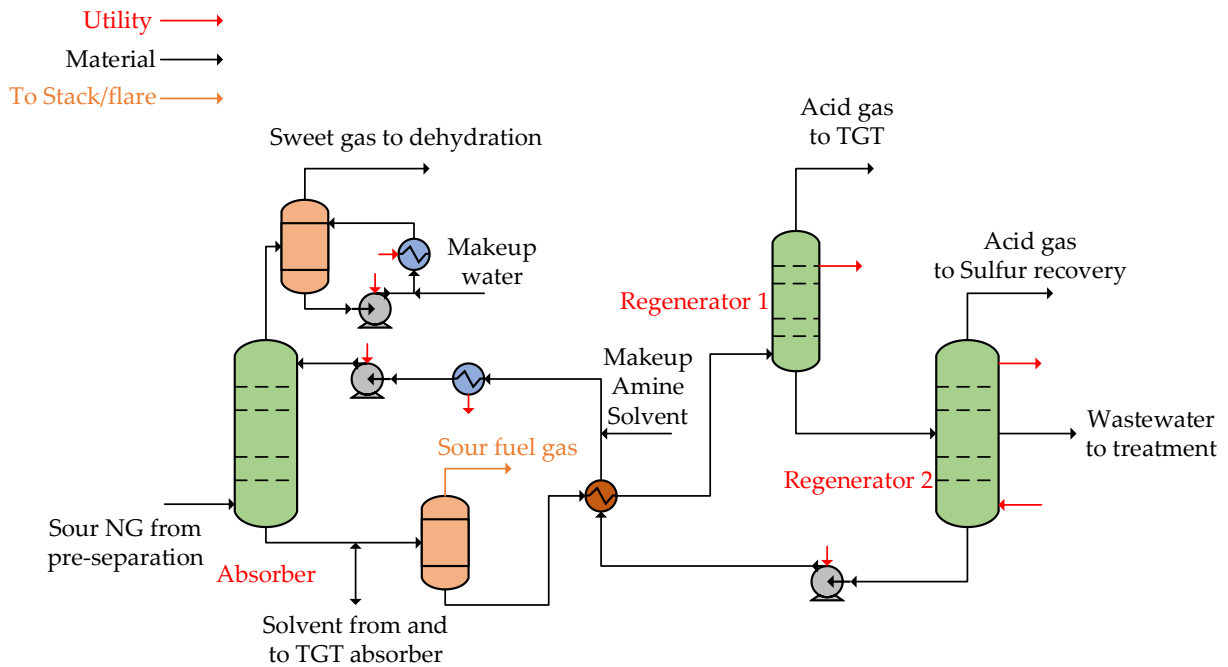 Utility
Material
To Stack/flare
Acid gas
to TGT
Sweet gas to dehydration
Acid gas
to Sulfur recovery
Makeup
water
Regenerator 1
Makeup
Amine
Solvent
Wastewater
to treatment
Sour fuel gas
Regenerator 2
Sour NG from
pre-separation
Absorber
Solvent from and
to TGT absorber